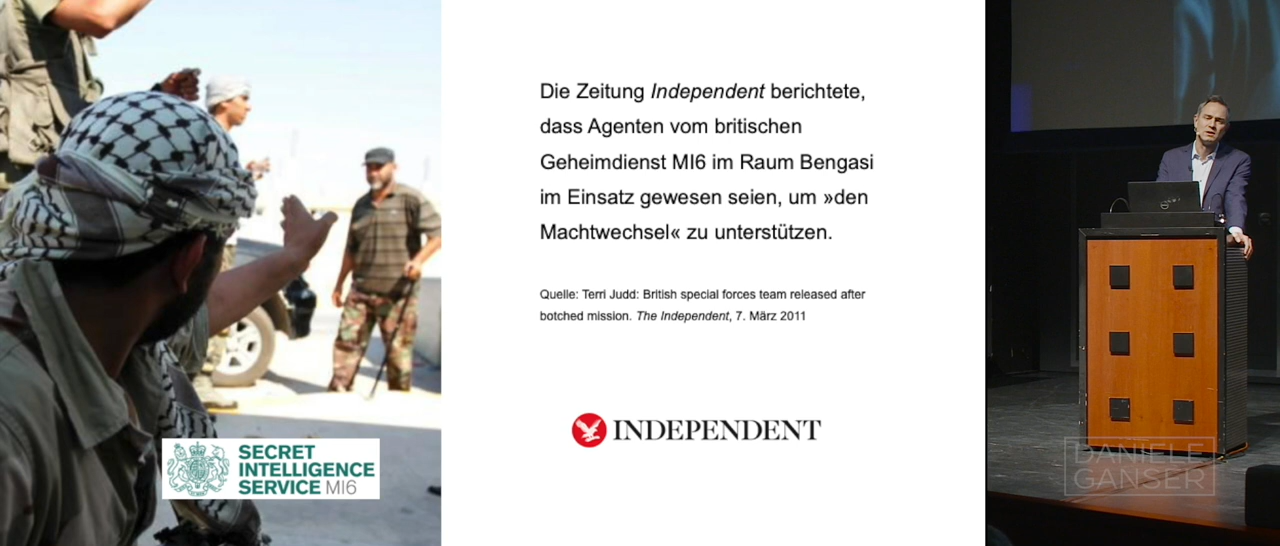 Die Zeitung Independent berichtete,
dass Agenten vom britischen
Geheimdienst MI6 im Raum Bengasi
im Einsatz gewesen seien, um »den
Machtwechsel« zu unterstützen.
Quelle: Terri Judd: British special forces team released after
botched mission. The Independent, 7. März 2011
INDEPENDENT
SECRET
INTELLIGENCE
SERVICE MI6
DANIELE
GANSER